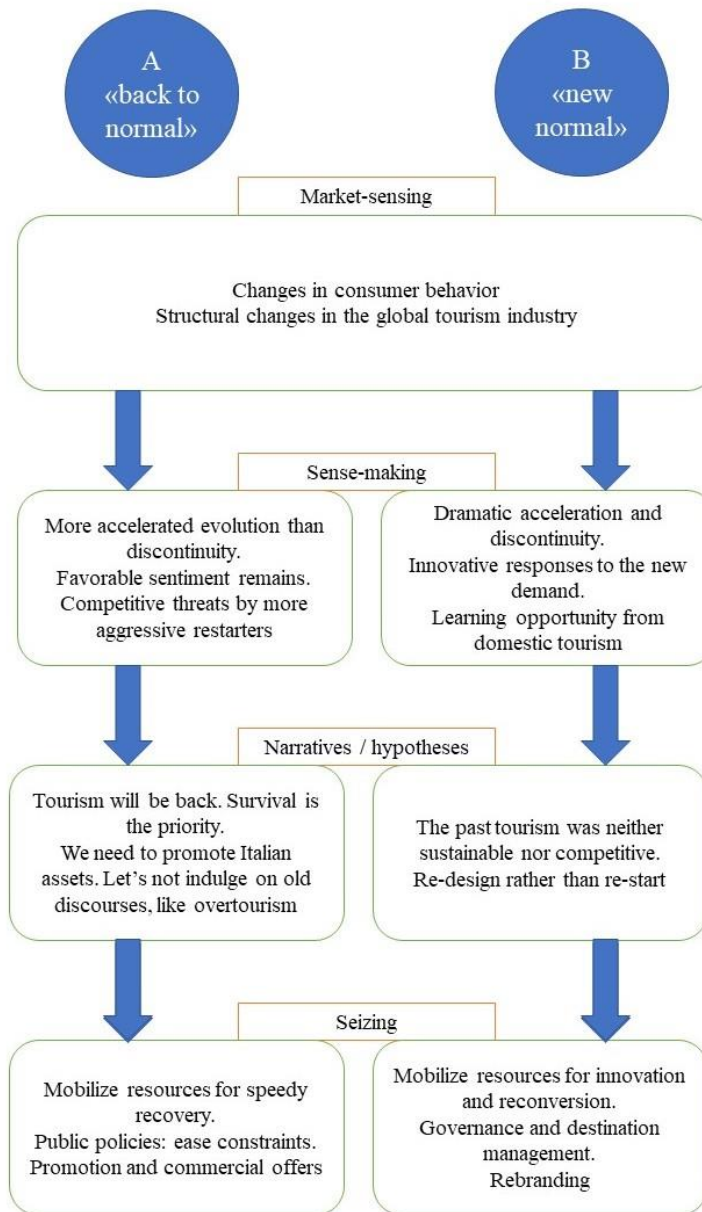 A
«back to
normal»
B
«new
normal»
Market-sensing
Changes in consumer behavior
Structural changes in the global tourism industry
Sense-making
More accelerated evolution than
discontinuity.
Favorable sentiment remains.
Competitive threats by more
aggressive restarters
Dramatic acceleration and
discontinuity.
Innovative responses to the new
demand.
Learning opportunity from
domestic tourism
Narratives / hypotheses
Tourism will be back. Survival is
the priority.
We need to promote Italian
assets. Let’s not indulge on old
discourses, like overtourism
The past tourism was neither
sustainable nor competitive.
Re-design rather than re-start
Seizing
Mobilize resources for speedy
recovery.
Public policies: ease constraints.
Promotion and commercial offers
Mobilize resources for innovation
and reconversion.
Governance and destination
management.
Rebranding